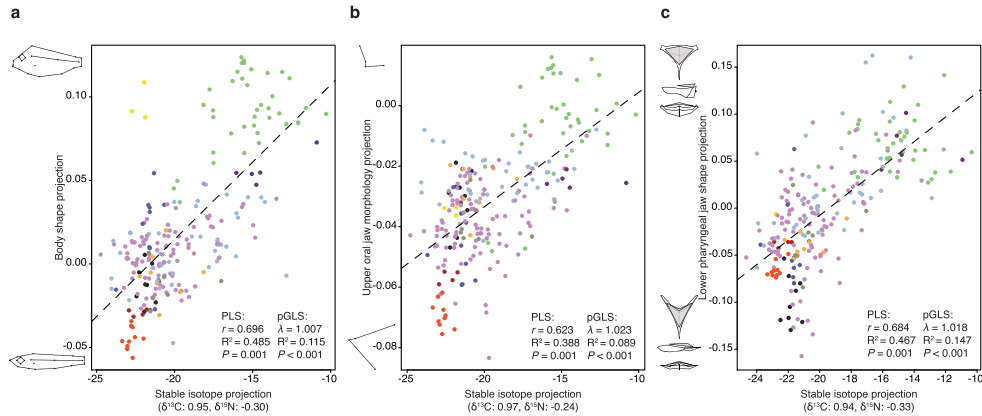 a
b
c
Body shape projection
0.10
0.05
0.00
-0.05
PLS:
pGLS:
r = 0.696
λ = 1.007
R² = 0.485
R² = 0.115
P = 0.001
P < 0.001
-25
-20
-15
-10
Stable isotope projection
(δ¹³C: 0.95, δ¹⁵N: -0.30)
Upper oral jaw morphology projection
0.00
-0.02
-0.04
-0.06
-0.08
PLS:
pGLS:
r = 0.623
λ = 1.023
R² = 0.388
R² = 0.089
P = 0.001
P < 0.001
-25
-20
-15
-10
Stable isotope projection
(δ¹³C: 0.97, δ¹⁵N: -0.24)
Lower pharyngeal jaw shape projection
0.15
0.10
0.05
0.00
-0.05
-0.10
-0.15
PLS:
pGLS:
r = 0.684
λ = 1.018
R² = 0.467
R² = 0.147
P = 0.001
P < 0.001
-24
-22
-20
-18
-16
-14
-12
-10
Stable isotope projection
(δ¹³C: 0.94, δ¹⁵N: -0.33)